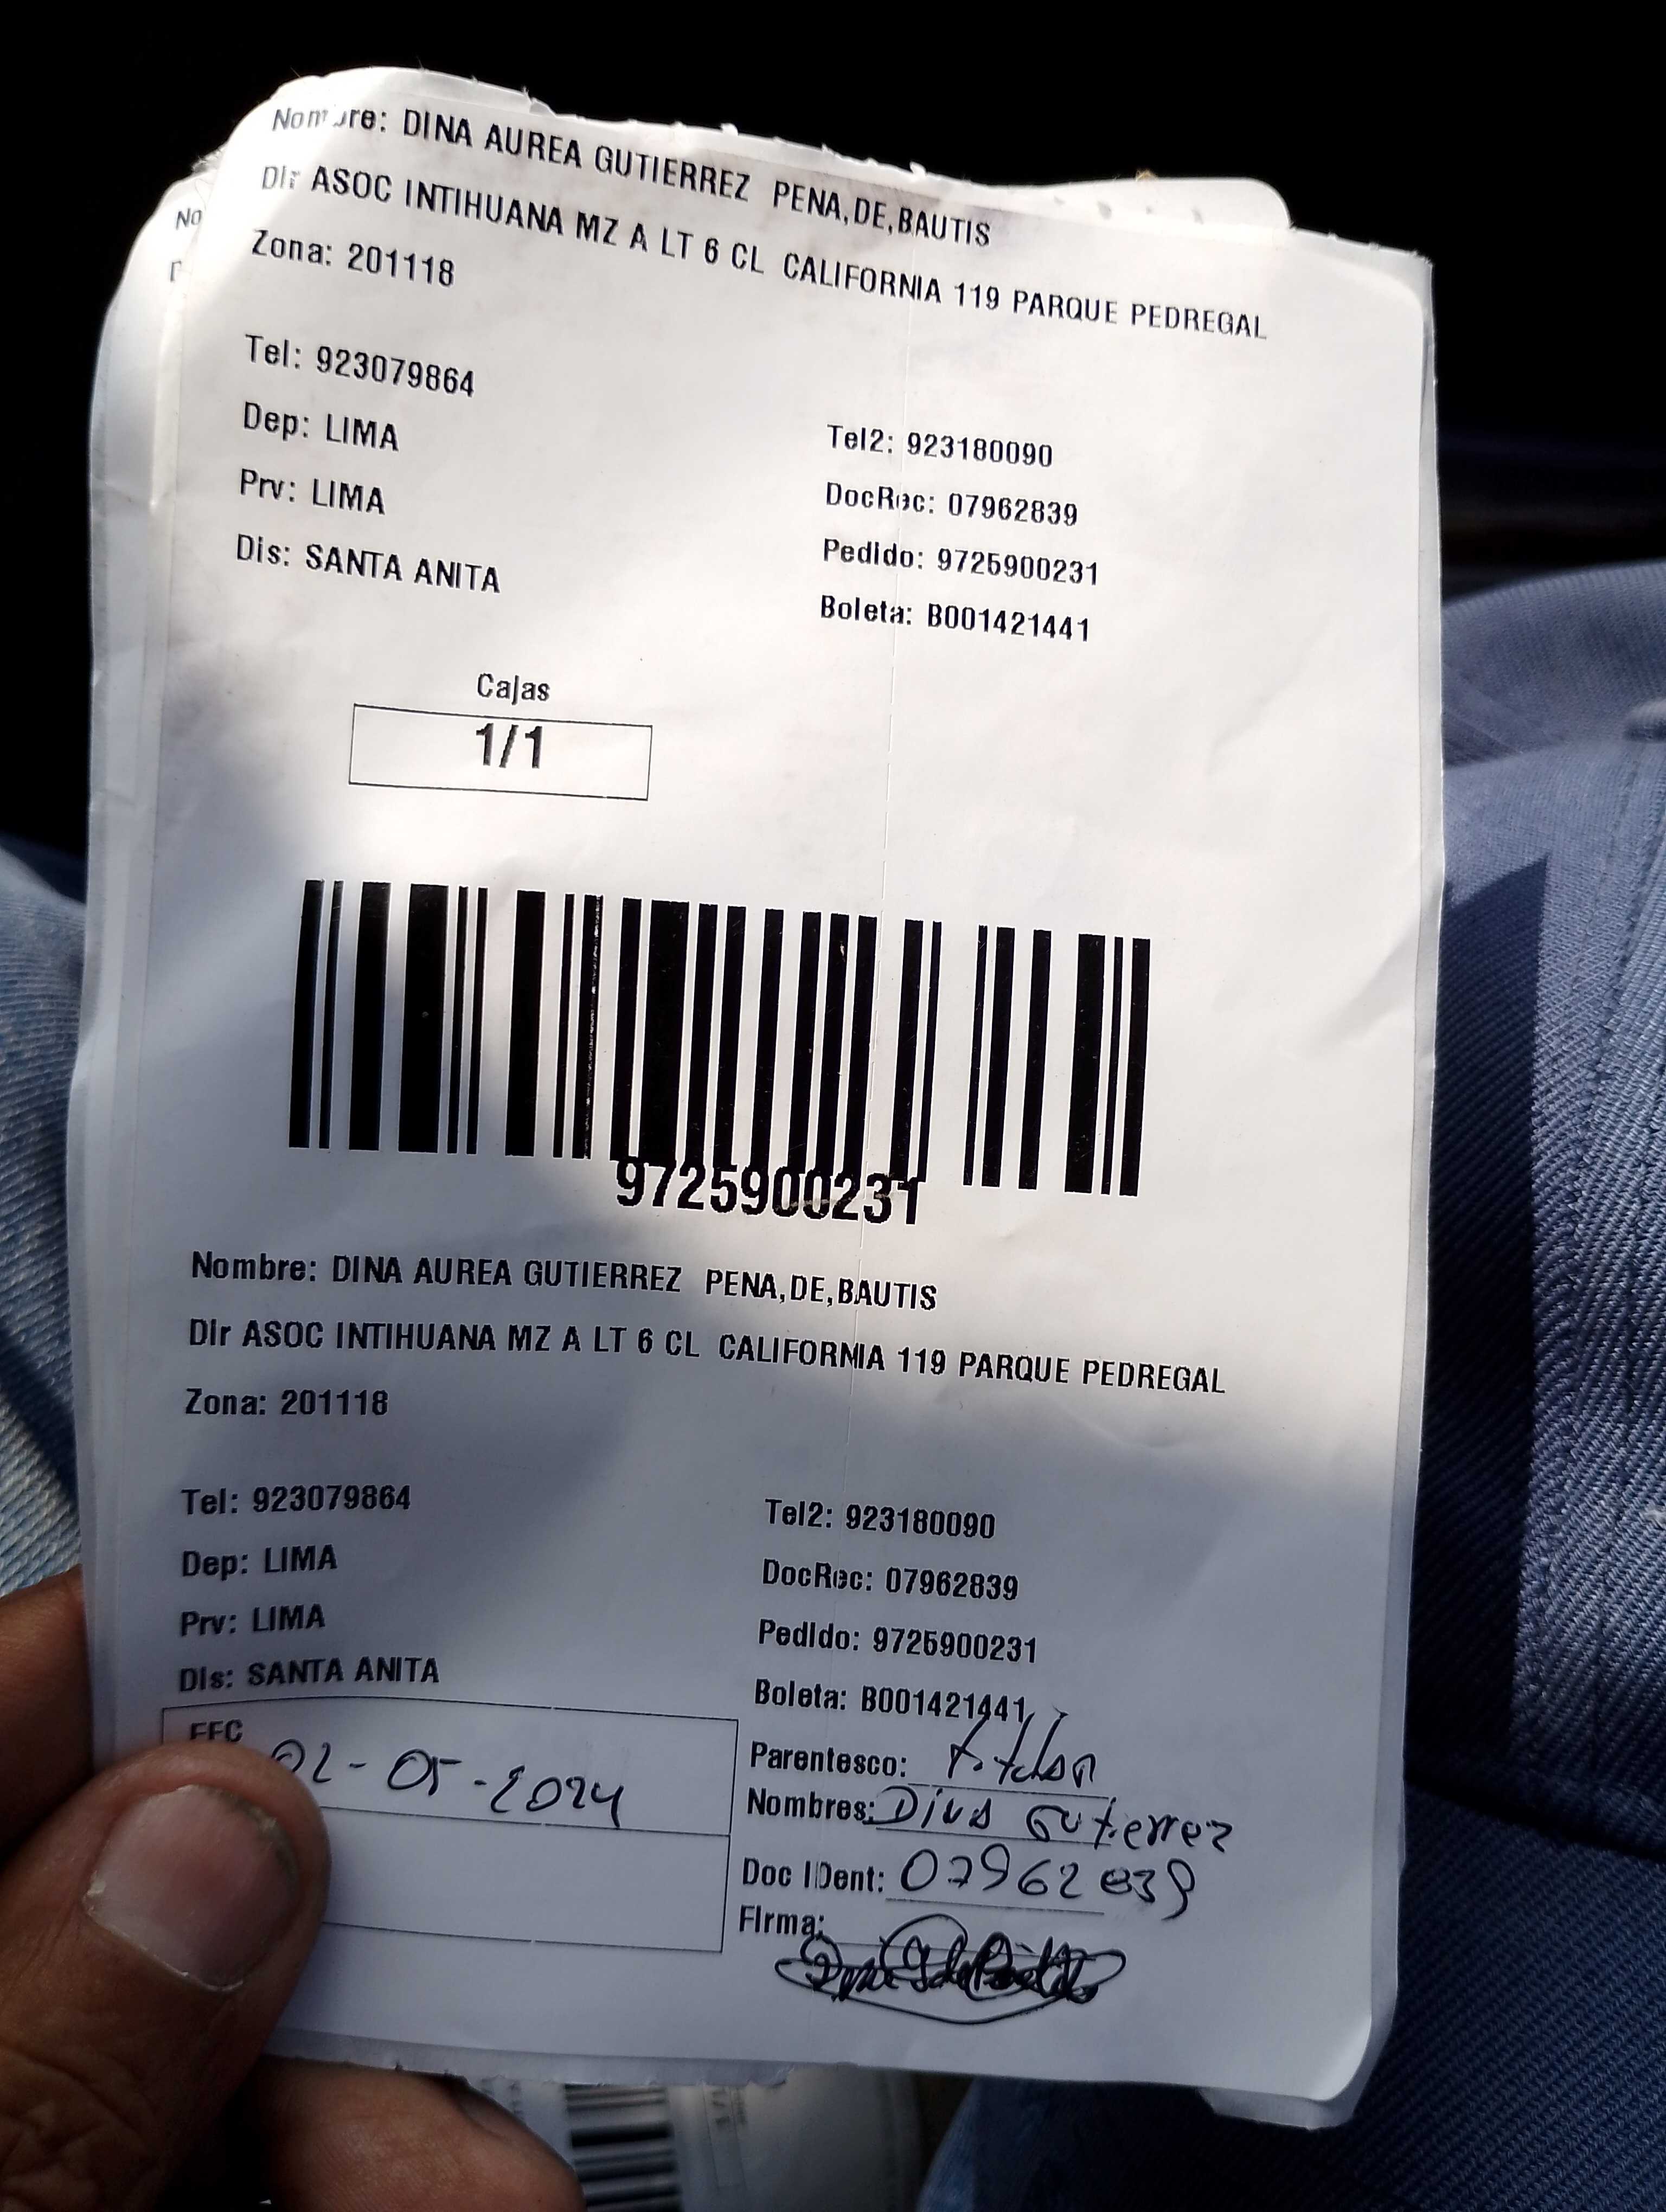 Nombre: DINA AUREA GUTIERREZ PENA,DE,BAUTIS
Dir ASOC INTIHUANA MZ A LT 6 CL CALIFORNIA 119 PARQUE PEDREGAL
Zona: 201118
Tel: 923079864
Tel2: 923180090
Dep: LIMA
DocRec: 07962839
Prv: LIMA
Pedido: 9725900231
Dis: SANTA ANITA
Boleta: B001421441
Cajas
1/1
9725900231
Nombre: DINA AUREA GUTIERREZ PENA,DE,BAUTIS
Dir ASOC INTIHUANA MZ A LT 6 CL CALIFORNIA 119 PARQUE PEDREGAL
Zona: 201118
Tel: 923079864
Tel2: 923180090
Dep: LIMA
DocRec: 07962839
Prv: LIMA
Pedido: 9725900231
Dis: SANTA ANITA
Boleta: B001421441
02-05-2024
Parentesco: titular
Nombres: Dina Gutierrez
Doc IDent: 07962839
Firma:
No